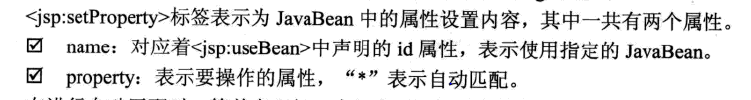 <jsp:setProperty>标签表示为 JavaBean 中的属性设置内容，其中一共有两个属性。
☑ name：对应着<jsp:useBean>中声明的 id 属性，表示使用指定的 JavaBean。
☑ property：表示要操作的属性，“*”表示自动匹配。